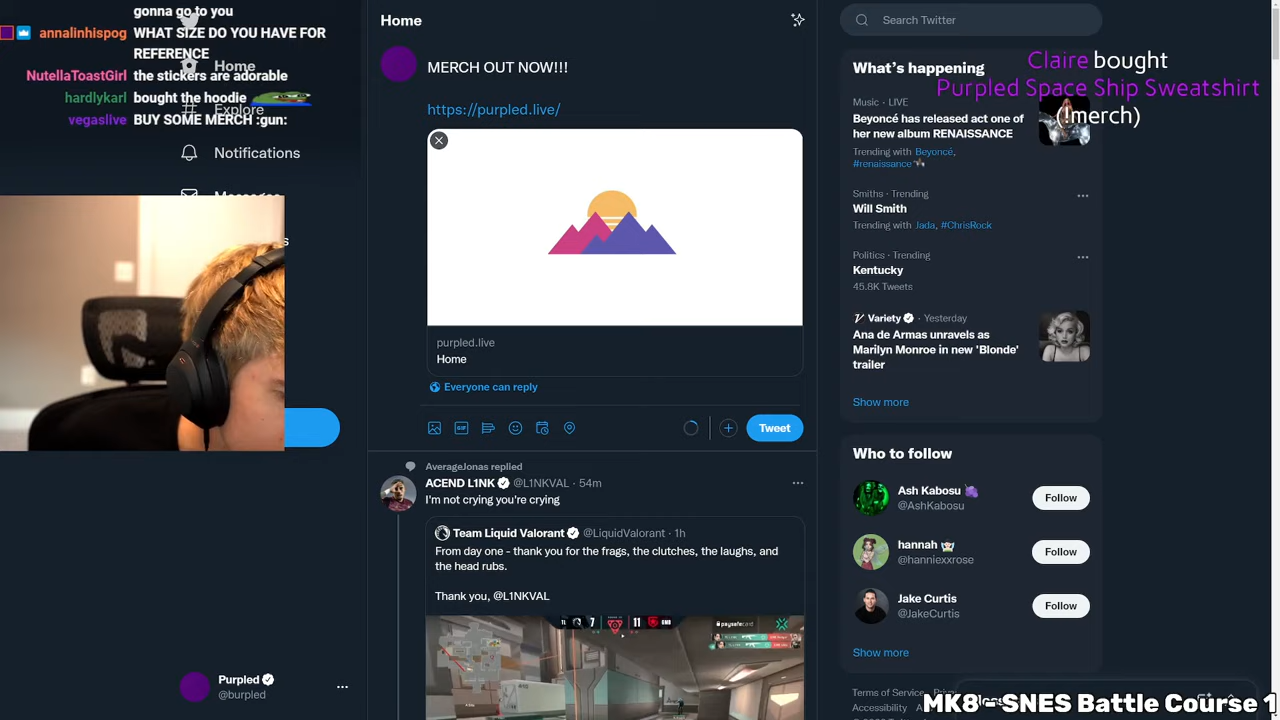 gonna go to you
annalinhispog WHAT SIZE DO YOU HAVE FOR
REFERENCE
NutellaToastGirl the stickers are adorable
hardlykarl bought the hoodie
vegaslive BUY SOME MERCH :gun:
Home
Explore
Notifications
Messages
Purpled
@burpled
Home
MERCH OUT NOW!!!
https://purpled.live/
purpled.live
Home
Everyone can reply
GIF
Tweet
AverageJonas replied
ACEND L1NK @L1NKVAL · 54m
I'm not crying you're crying
Team Liquid Valorant @LiquidValorant · 1h
From day one - thank you for the frags, the clutches, the laughs, and
the head rubs.
Thank you, @L1NKVAL
7 11
paysafecard
Search Twitter
Claire bought
Purpled Space Ship Sweatshirt
(!merch)
What's happening
Music · LIVE
Beyoncé has released act one of
her new album RENAISSANCE
Trending with Beyoncé,
#renaissance
Smiths · Trending
Will Smith
Trending with Jada, #ChrisRock
Politics · Trending
Kentucky
45.8K Tweets
Variety · Yesterday
Ana de Armas unravels as
Marilyn Monroe in new 'Blonde'
trailer
Show more
Who to follow
Ash Kabosu
@AshKabosu
Follow
hannah
@hanniexxrose
Follow
Jake Curtis
@JakeCurtis
Follow
Show more
Terms of Service
Accessibility
MK8 - SNES Battle Course 1